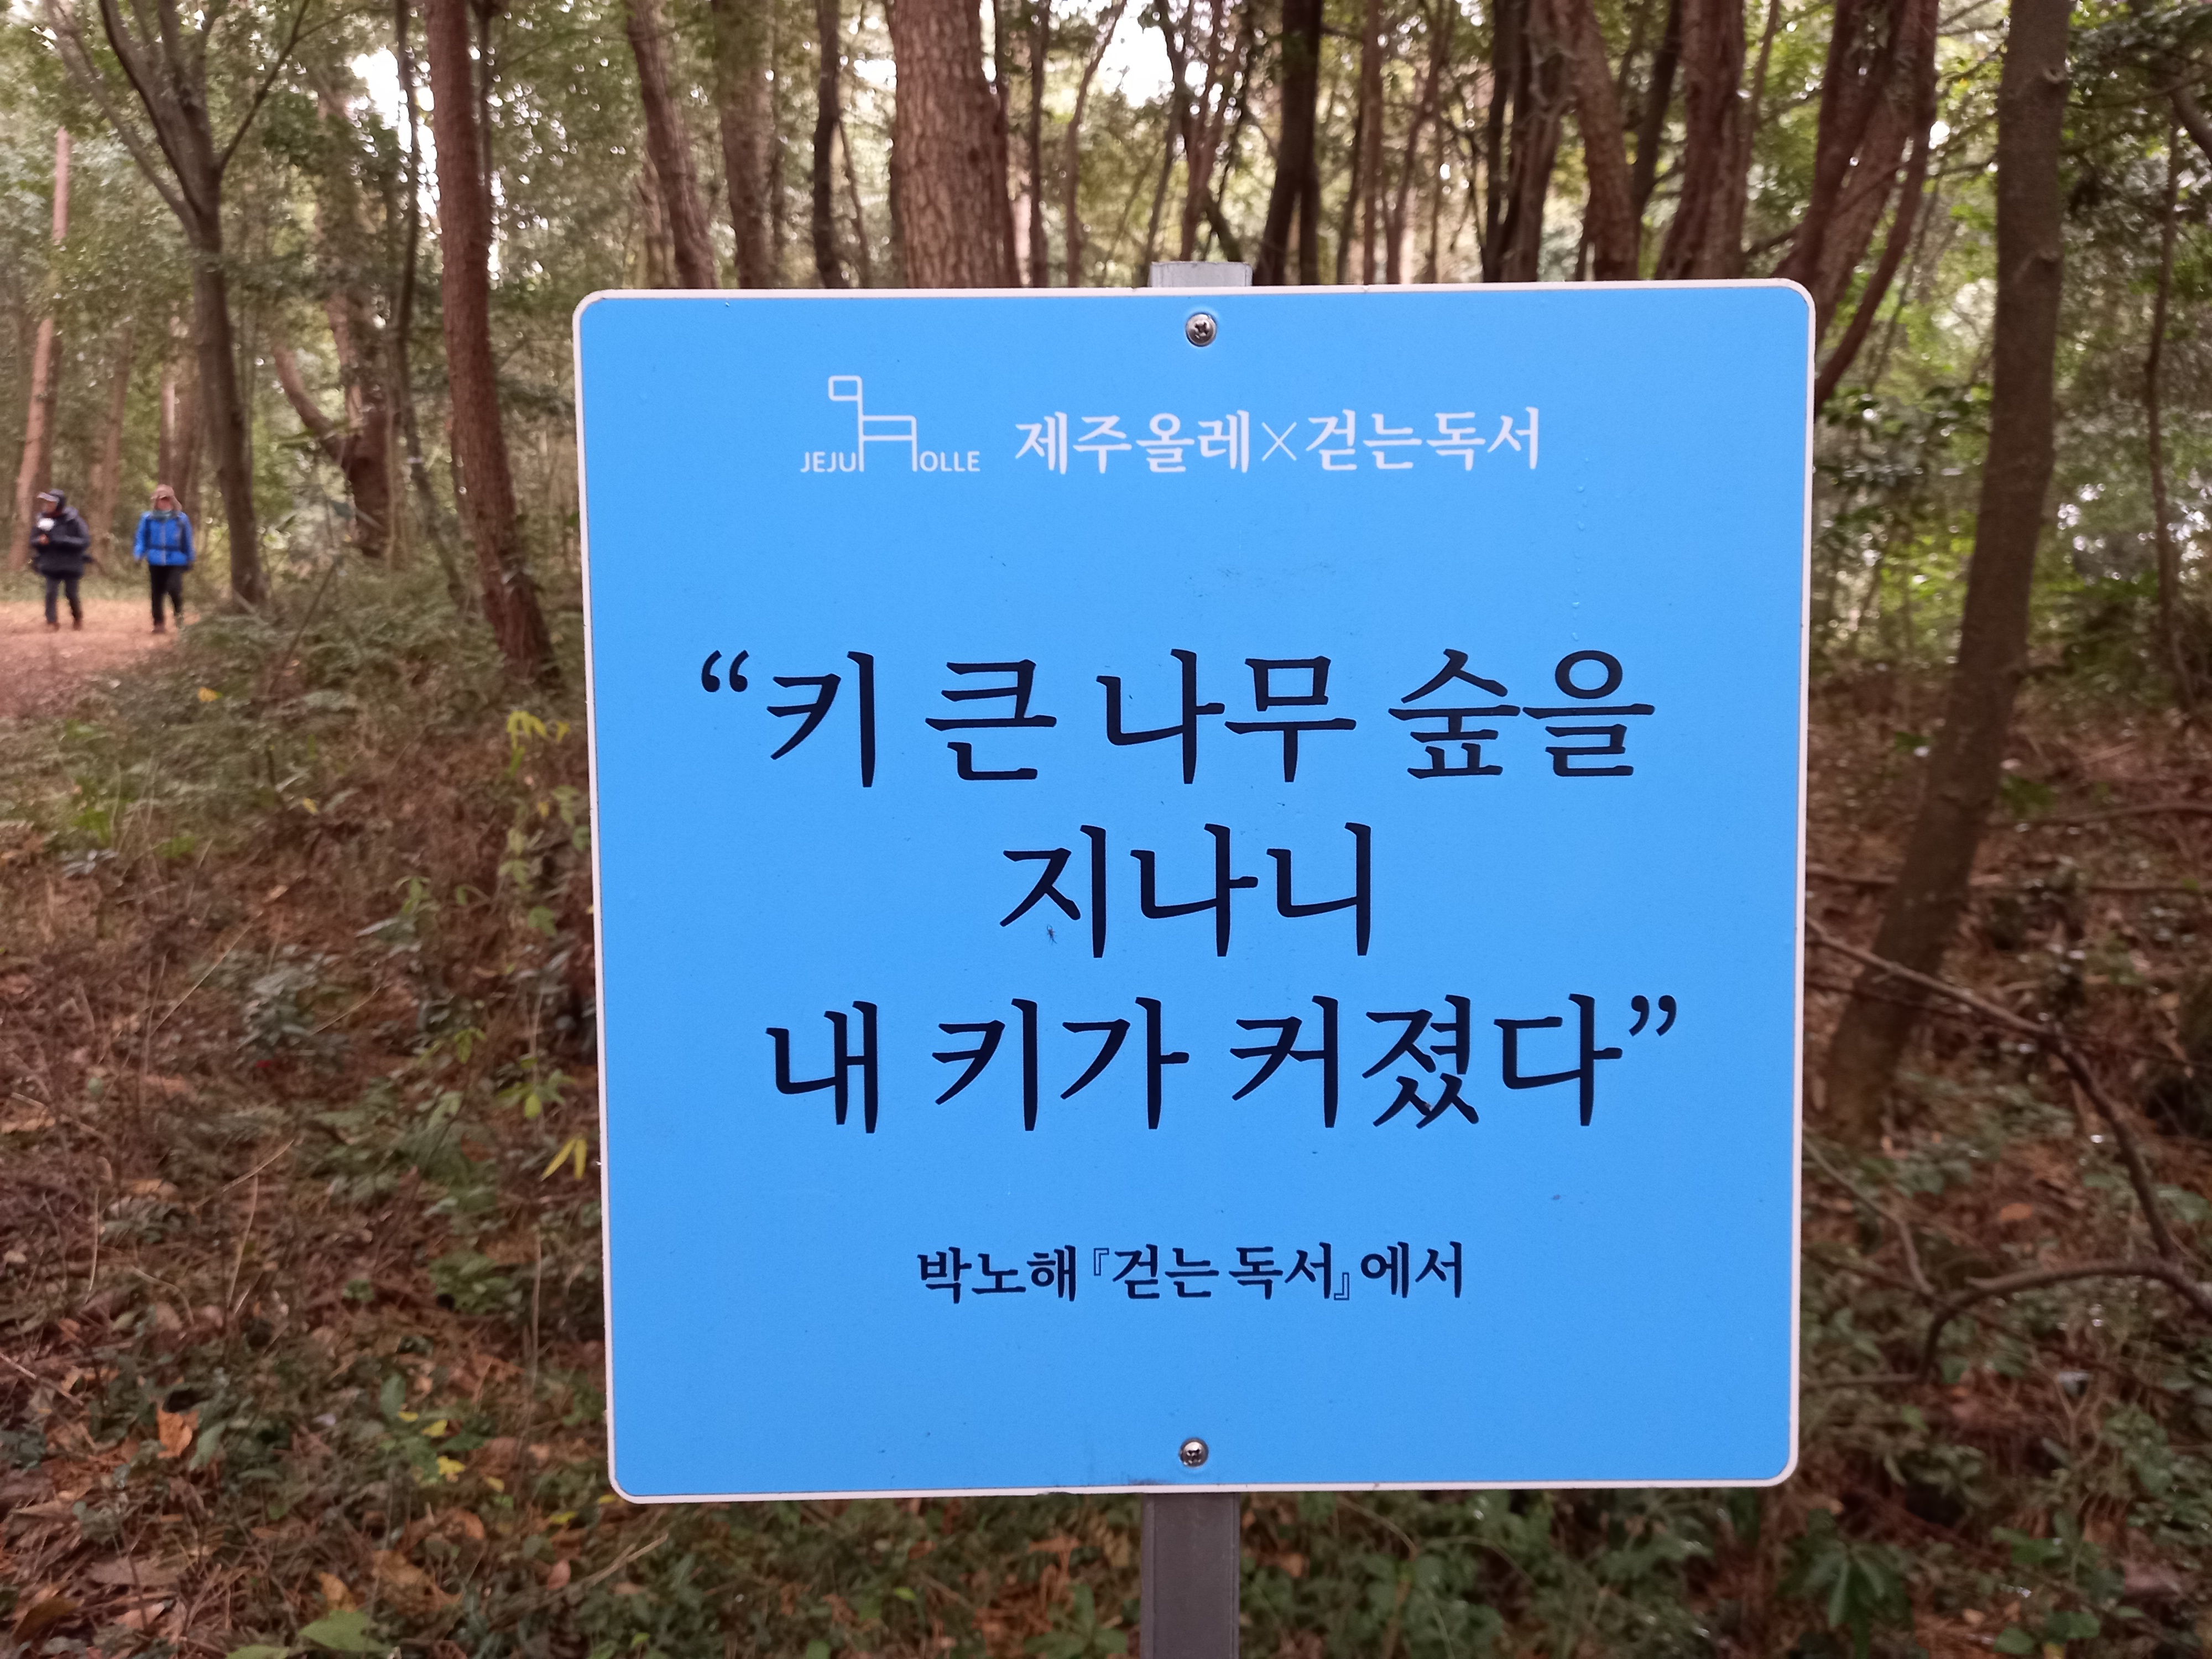 JEJU OLLE 제주올레×걷는독서
“키 큰 나무 숲을
지나니
내 키가 커졌다”
박노해『걷는 독서』에서